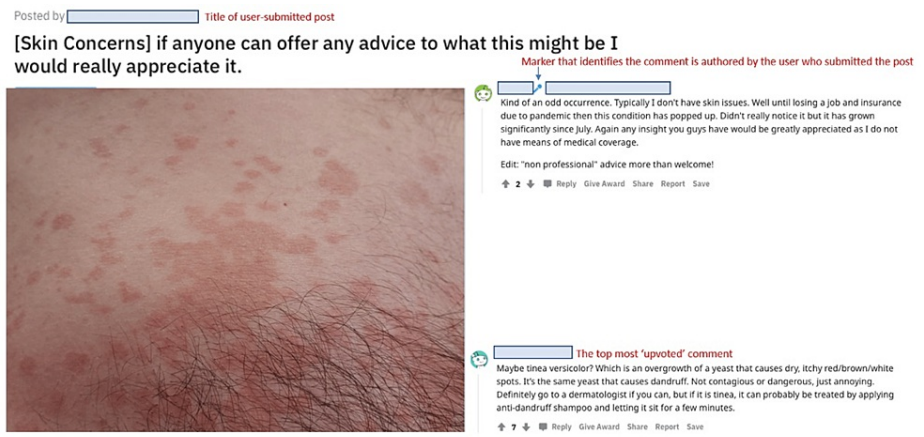 Posted by
Title of user-submitted post
[Skin Concerns] if anyone can offer any advice to what this might be I
would really appreciate it.
Marker that identifies the comment is authored by the user who submitted the post
Kind of an odd occurrence. Typically I don't have skin issues. Well until losing a job and insurance
due to pandemic then this condition has popped up. Didn't really notice it but it has grown
significantly since July. Again any insight you guys have would be greatly appreciated as I do not
have means of medical coverage.
Edit: "non professional" advice more than welcome!
2 Reply Give Award Share Report Save
The top most 'upvoted' comment
Maybe tinea versicolor? Which is an overgrowth of a yeast that causes dry, itchy red/brown/white
spots. It's the same yeast that causes dandruff. Not contagious or dangerous, just annoying.
Definitely go to a dermatologist if you can, but if it is tinea, it can probably be treated by applying
anti-dandruff shampoo and letting it sit for a few minutes.
7 Reply Give Award Share Report Save